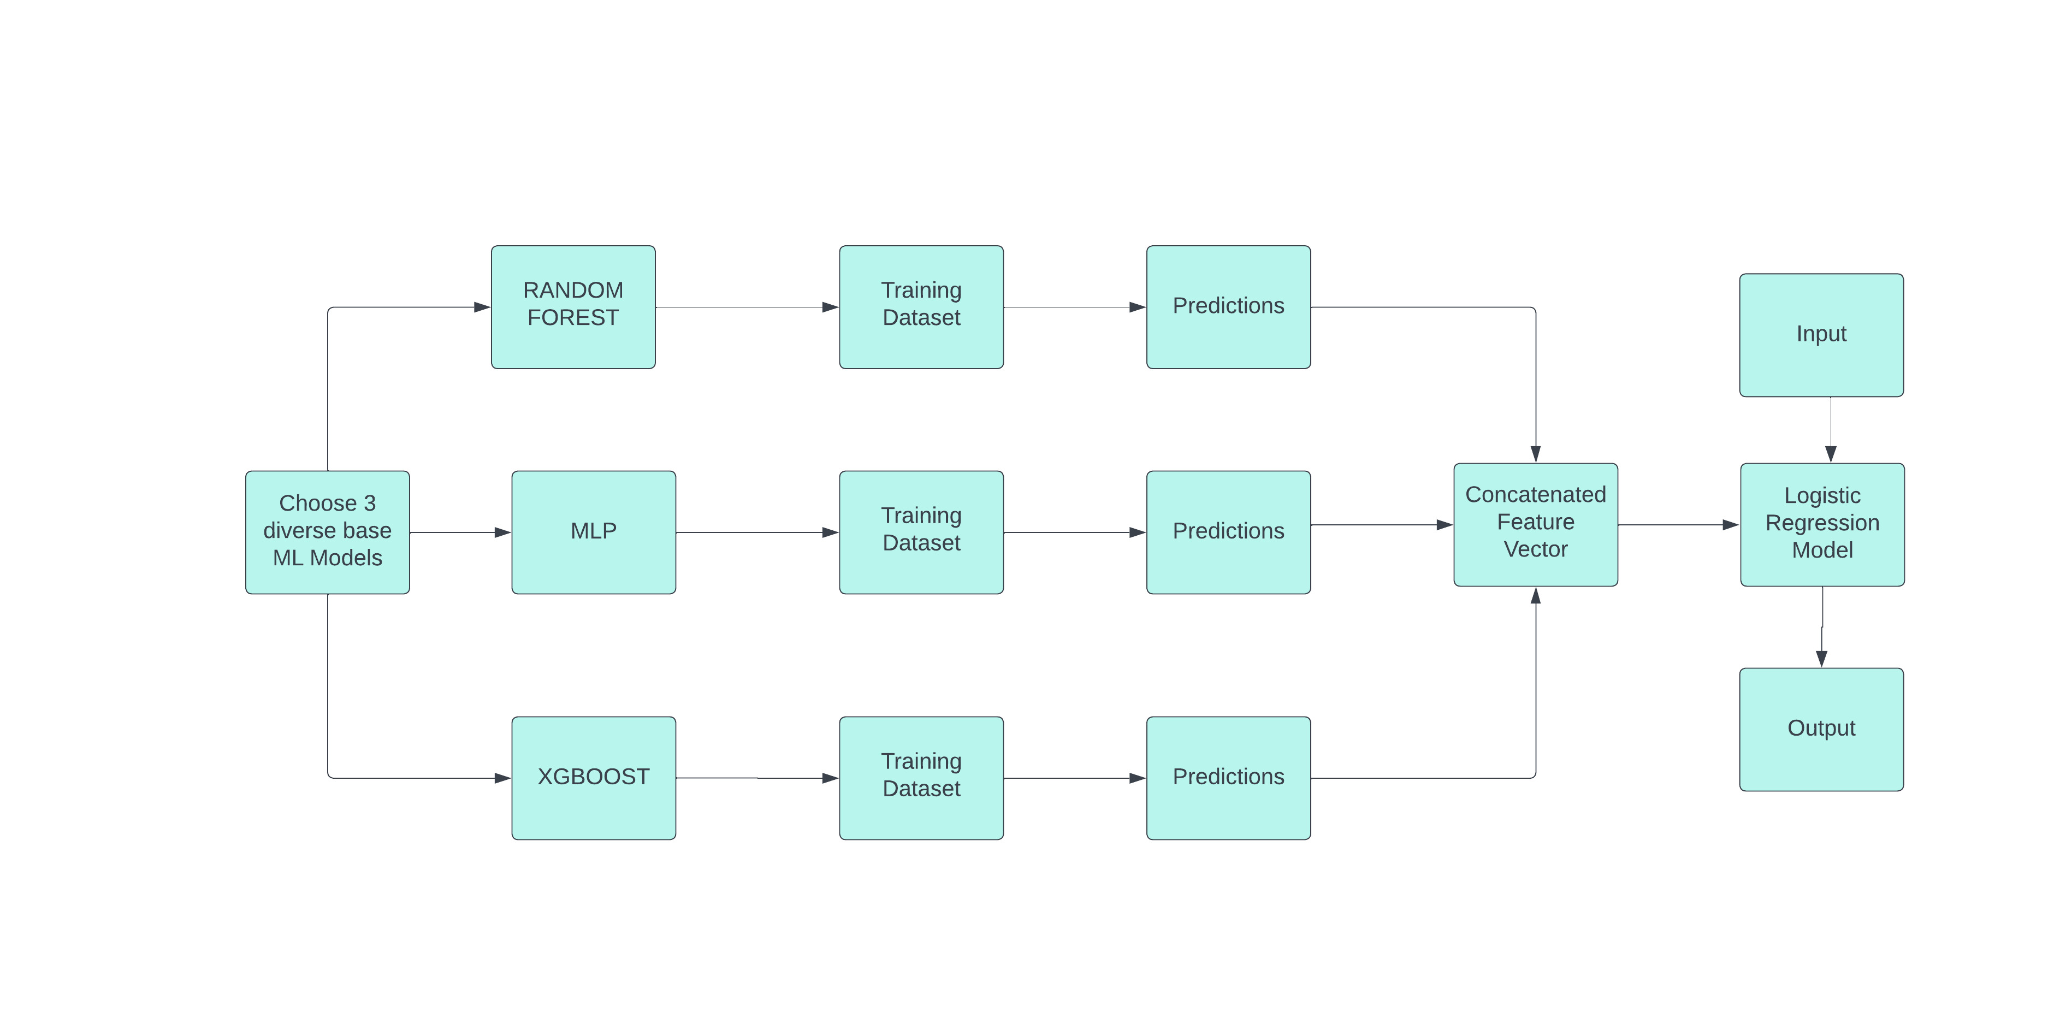 RANDOM
FOREST
Training
Dataset
Predictions
Input
Choose 3
diverse base
ML Models
MLP
Training
Dataset
Predictions
Concatenated
Feature
Vector
Logistic
Regression
Model
XGBOOST
Training
Dataset
Predictions
Output